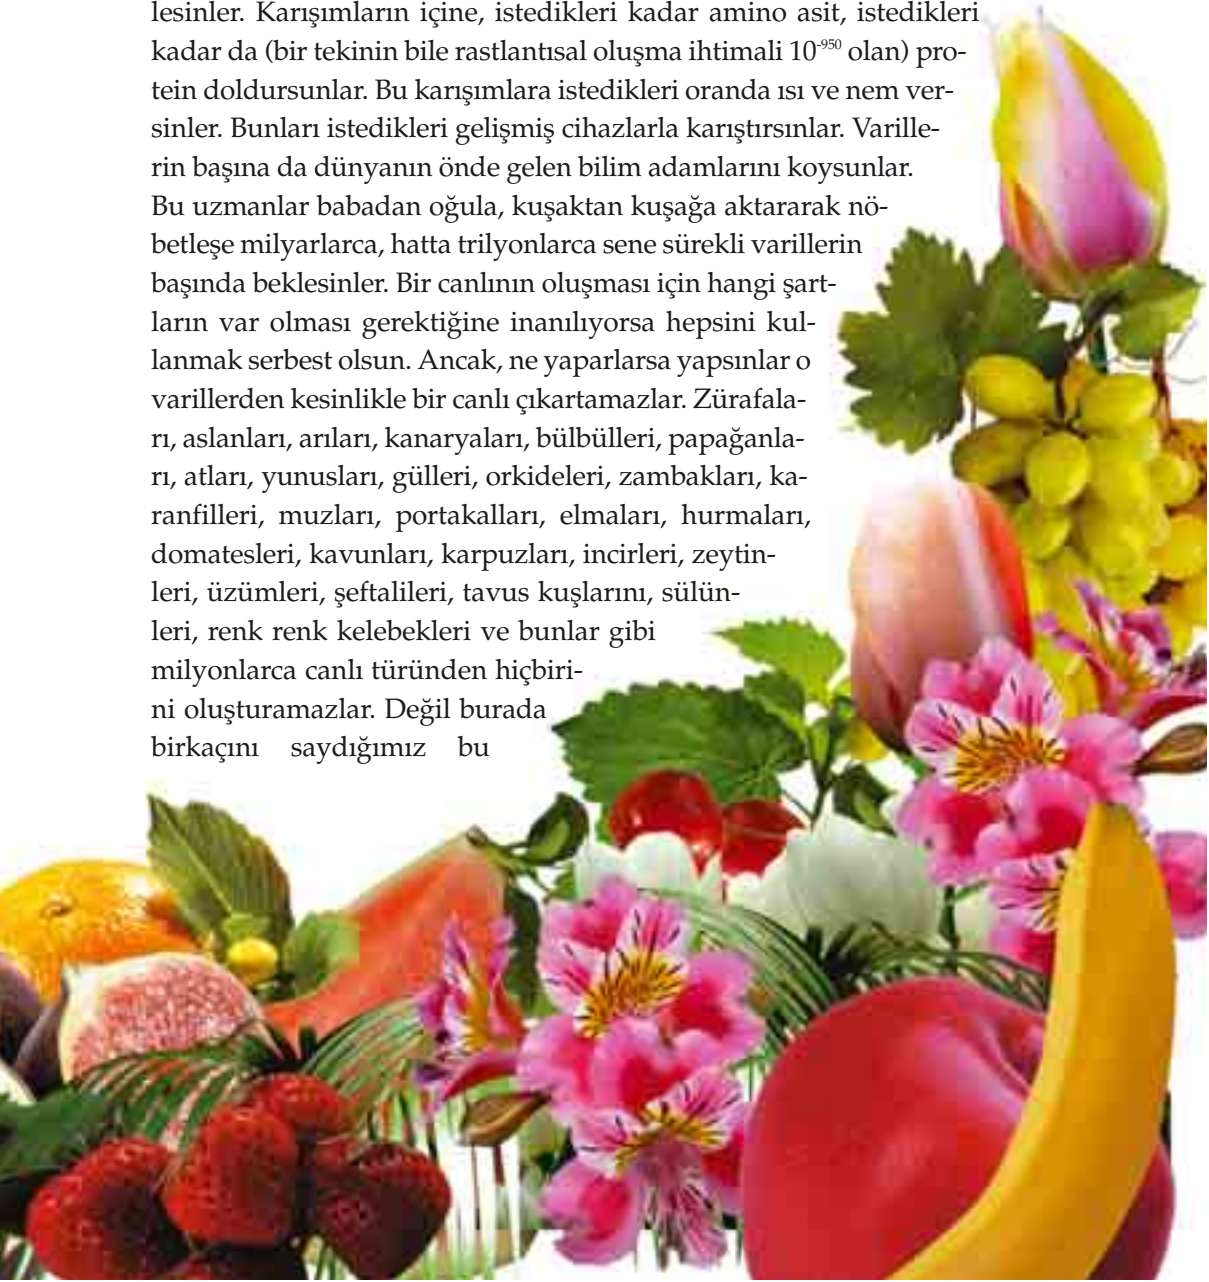 lesinler. Karışımların içine, istedikleri kadar amino asit, istedikleri
kadar da (bir tekinin bile rastlantısal oluşma ihtimali 10⁻⁹⁵⁰ olan) pro-
tein doldursunlar. Bu karışımlara istedikleri oranda ısı ve nem ver-
sinler. Bunları istedikleri gelişmiş cihazlarla karıştırsınlar. Varille-
rin başına da dünyanın önde gelen bilim adamlarını koysunlar.
Bu uzmanlar babadan oğula, kuşaktan kuşağa aktararak nö-
betleşe milyarlarca, hatta trilyonlarca sene sürekli varillerin
başında beklesinler. Bir canlının oluşması için hangi şart-
ların var olması gerektiğine inanılıyorsa hepsini kul-
lanmak serbest olsun. Ancak, ne yaparlarsa yapsınlar o
varillerden kesinlikle bir canlı çıkartamazlar. Zürafala-
rı, aslanları, arıları, kanaryaları, bülbülleri, papağanla-
rı, atları, yunusları, gülleri, orkideleri, zambakları, ka-
ranfilleri, muzları, portakalları, elmaları, hurmaları,
domatesleri, kavunları, karpuzları, incirleri, zeytin-
leri, üzümleri, şeftalileri, tavus kuşlarını, sülün-
leri, renk renk kelebekleri ve bunlar gibi
milyonlarca canlı türünden hiçbiri-
ni oluşturamazlar. Değil burada
birkaçını saydığımız bu